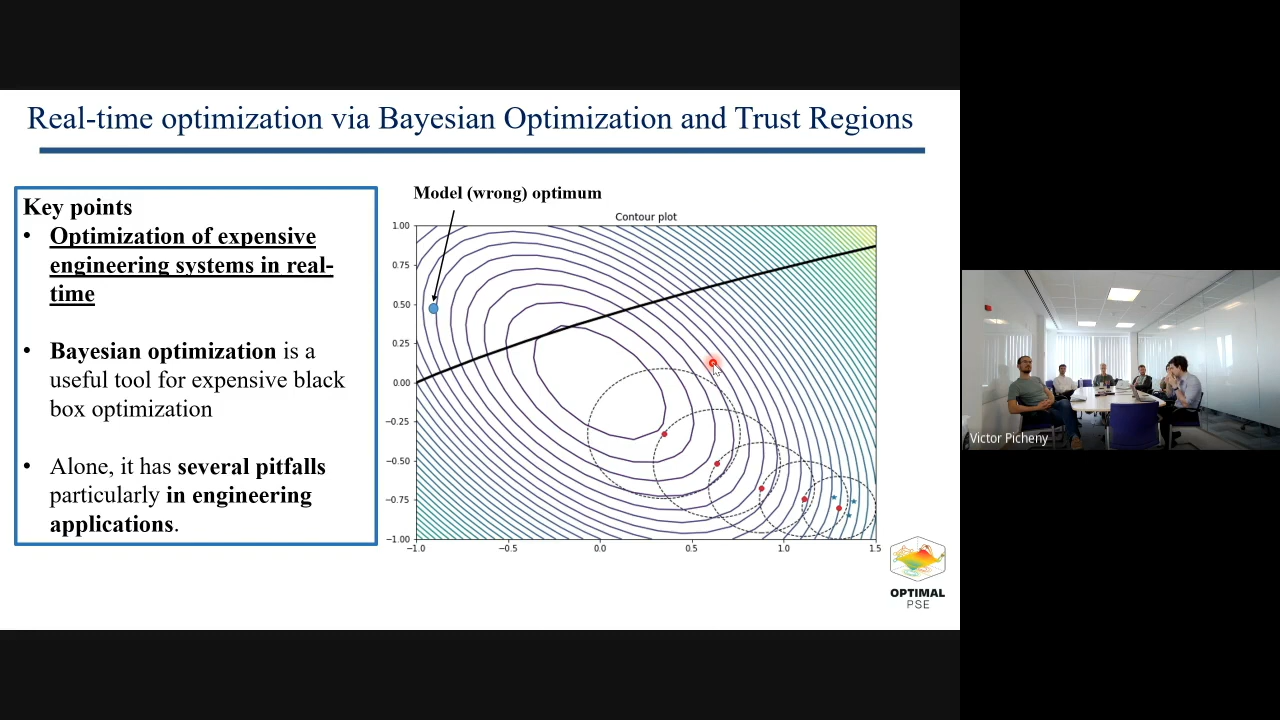 Real-time optimization via Bayesian Optimization and Trust Regions
Key points
• Optimization of expensive
engineering systems in real-
time
• Bayesian optimization is a
useful tool for expensive black
box optimization
• Alone, it has several pitfalls
particularly in engineering
applications.
Model (wrong) optimum
Contour plot
1.00
0.75
0.50
0.25
0.00
−0.25
−0.50
−0.75
−1.00
−1.0 −0.5 0.0 0.5 1.0 1.5
OPTIMAL
PSE
Victor Picheny